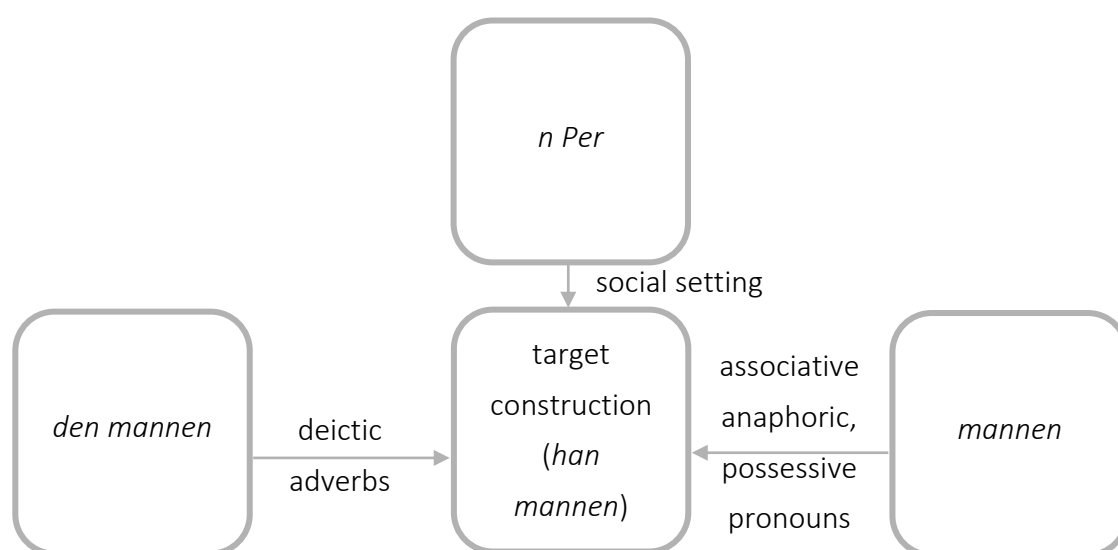 n Per
social setting
den mannen
deictic
adverbs
target
construction
(han
mannen)
associative
anaphoric,
possessive
pronouns
mannen